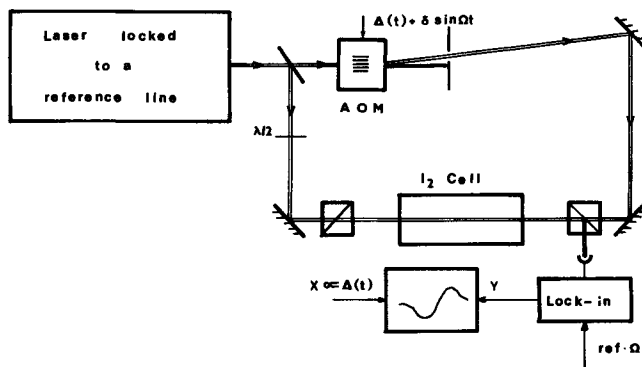 Laser locked
to a
reference line
Δ(t) + δ sinΩt
AOM
λ/2
I₂ Cell
X ∝ Δ(t)
Y
Lock-in
ref·Ω